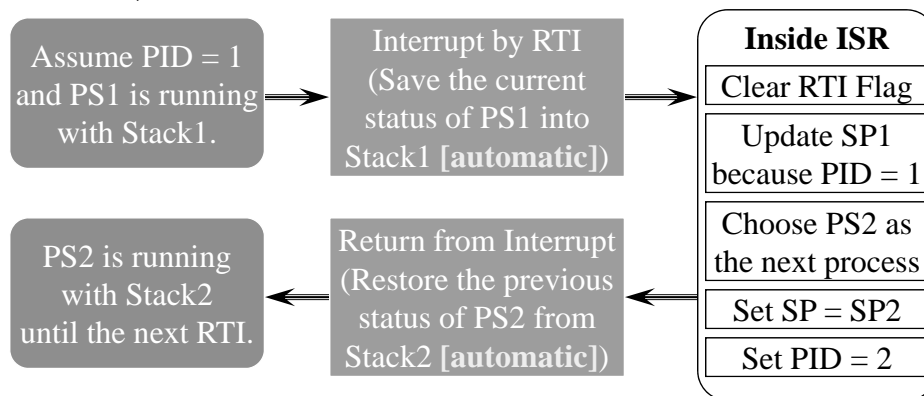 Assume PID = 1
and PS1 is running
with Stack1.
Interrupt by RTI
(Save the current
status of PS1 into
Stack1 [automatic])
Inside ISR
Clear RTI Flag
Update SP1
because PID = 1
Choose PS2 as
the next process
Set SP = SP2
Set PID = 2
Return from Interrupt
(Restore the previous
status of PS2 from
Stack2 [automatic])
PS2 is running
with Stack2
until the next RTI.